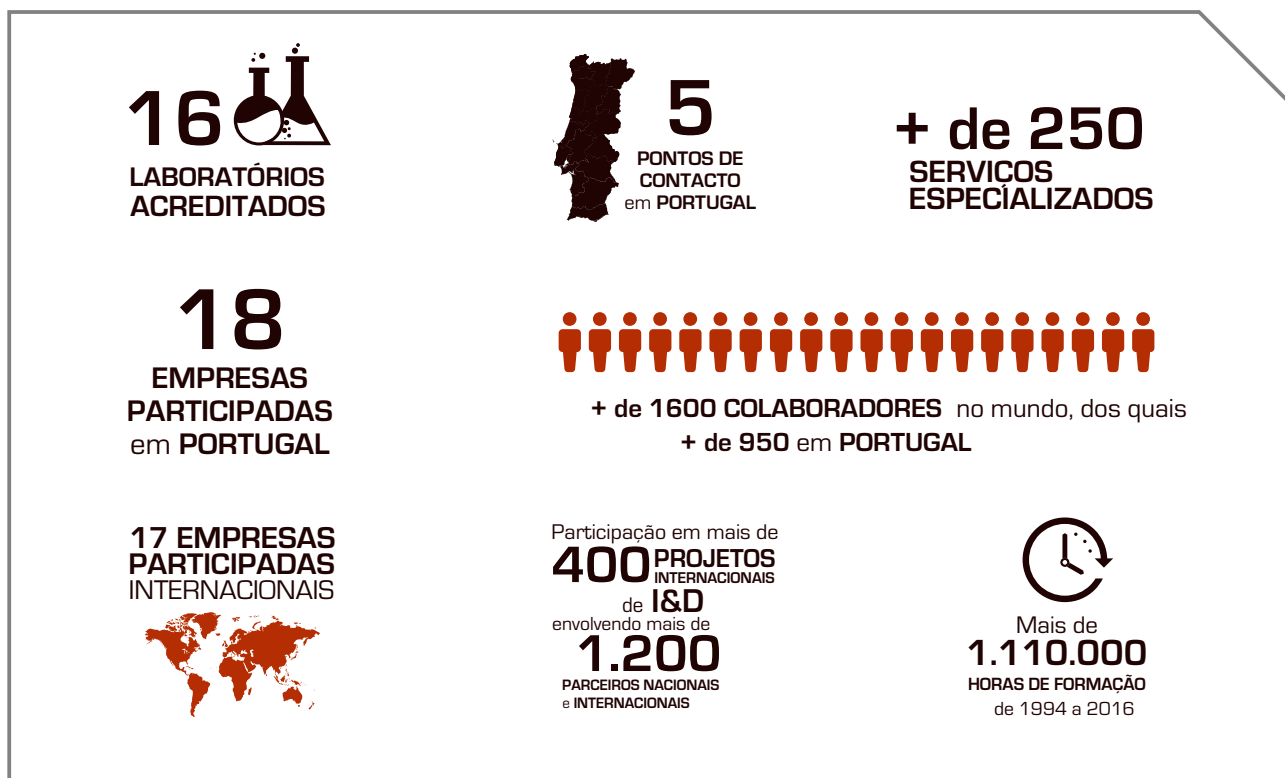 16
LABORATÓRIOS
ACREDITADOS
5
PONTOS DE
CONTACTO
em PORTUGAL
+ de 250
SERVIÇOS
ESPECIALIZADOS
18
EMPRESAS
PARTICIPADAS
em PORTUGAL
+ de 1600 COLABORADORES no mundo, dos quais
+ de 950 em PORTUGAL
17 EMPRESAS
PARTICIPADAS
INTERNACIONAIS
Participação em mais de
400 PROJETOS
INTERNACIONAIS
de I&D
envolvendo mais de
1.200
PARCEIROS NACIONAIS
e INTERNACIONAIS
Mais de
1.110.000
HORAS DE FORMAÇÃO
de 1994 a 2016